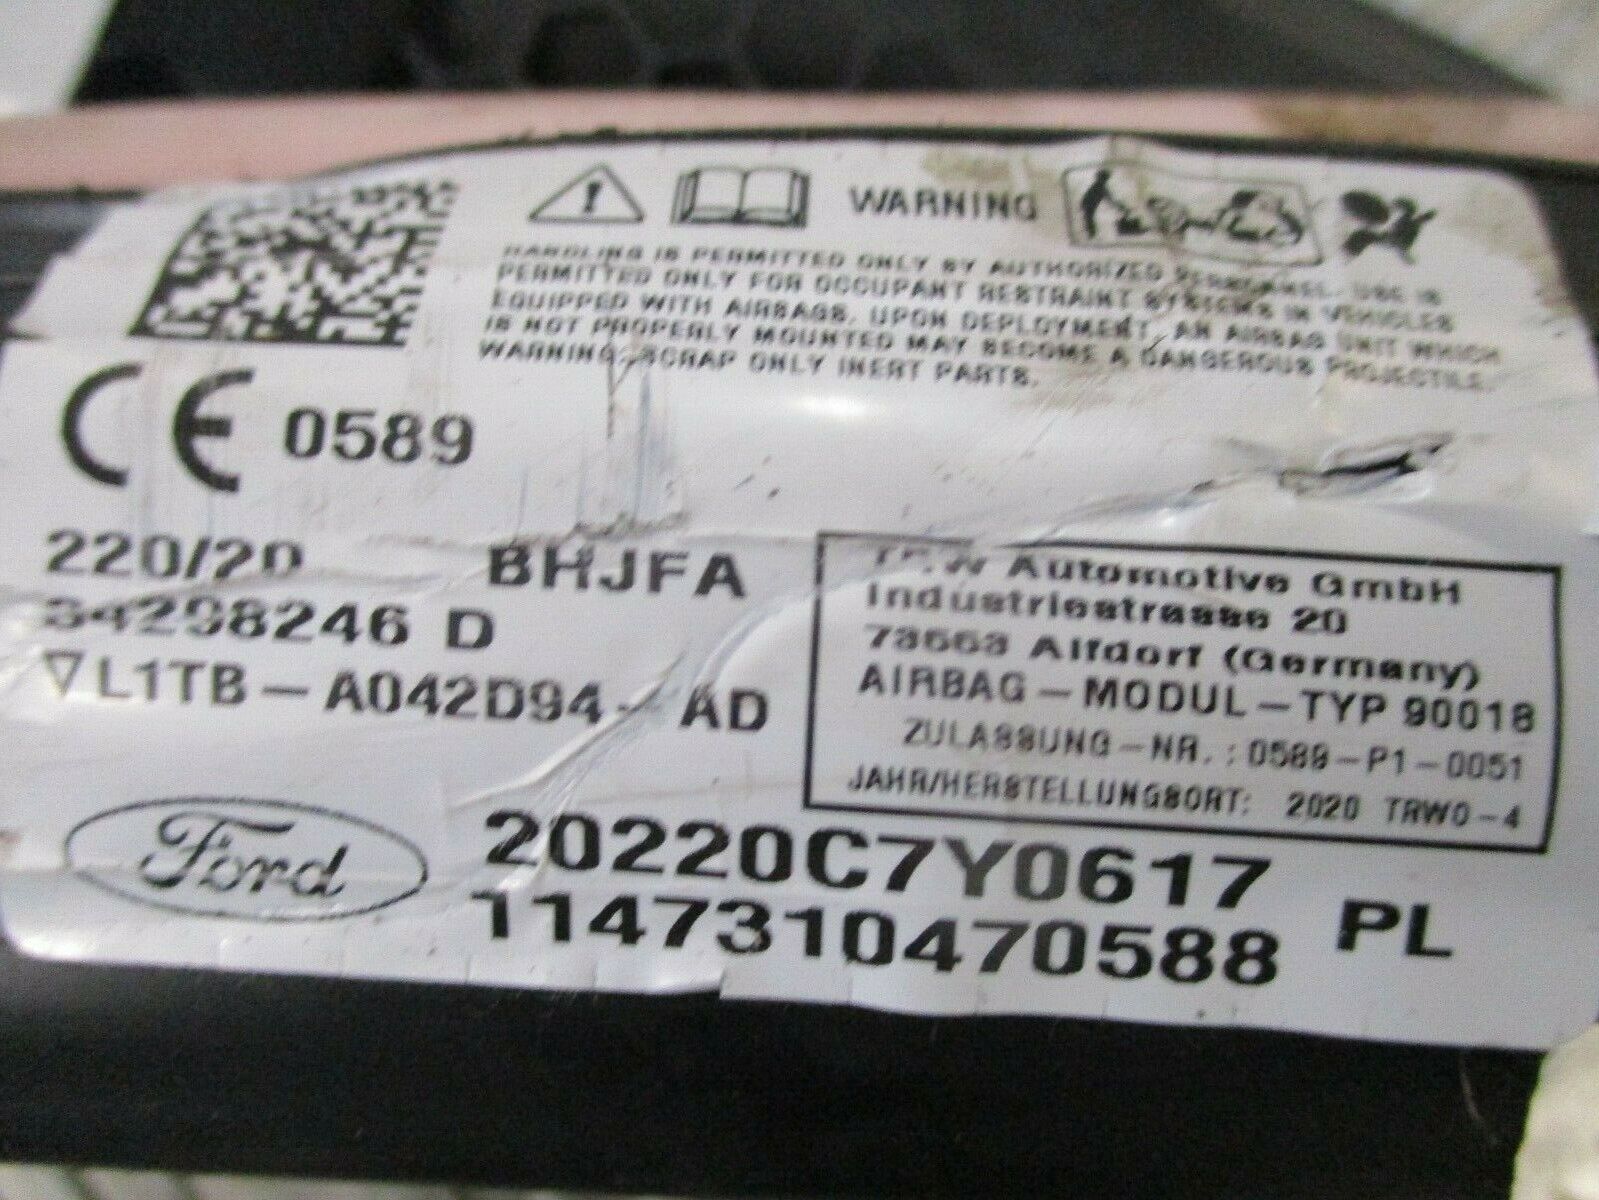 WARNING
HANDLING IS PERMITTED ONLY BY AUTHORIZED PERSONNEL. USE IS
PERMITTED ONLY FOR OCCUPANT RESTRAINT SYSTEMS IN VEHICLES
EQUIPPED WITH AIRBAGS. UPON DEPLOYMENT, AN AIRBAG UNIT WHICH
IS NOT PROPERLY MOUNTED MAY BECOME A DANGEROUS PROJECTILE.
WARNING: SCRAP ONLY INERT PARTS.
CE 0589
220/20 BHJFA
34298246 D
▽L1TB-A042D94-AD
TRW Automotive GmbH
Industriestrasse 20
73553 Alfdorf (Germany)
AIRBAG-MODUL-TYP 90018
ZULASSUNG-NR.:0589-P1-0051
JAHR/HERSTELLUNGSORT: 2020 TRWO-4
Ford
20220C7Y0617
1147310470588 PL